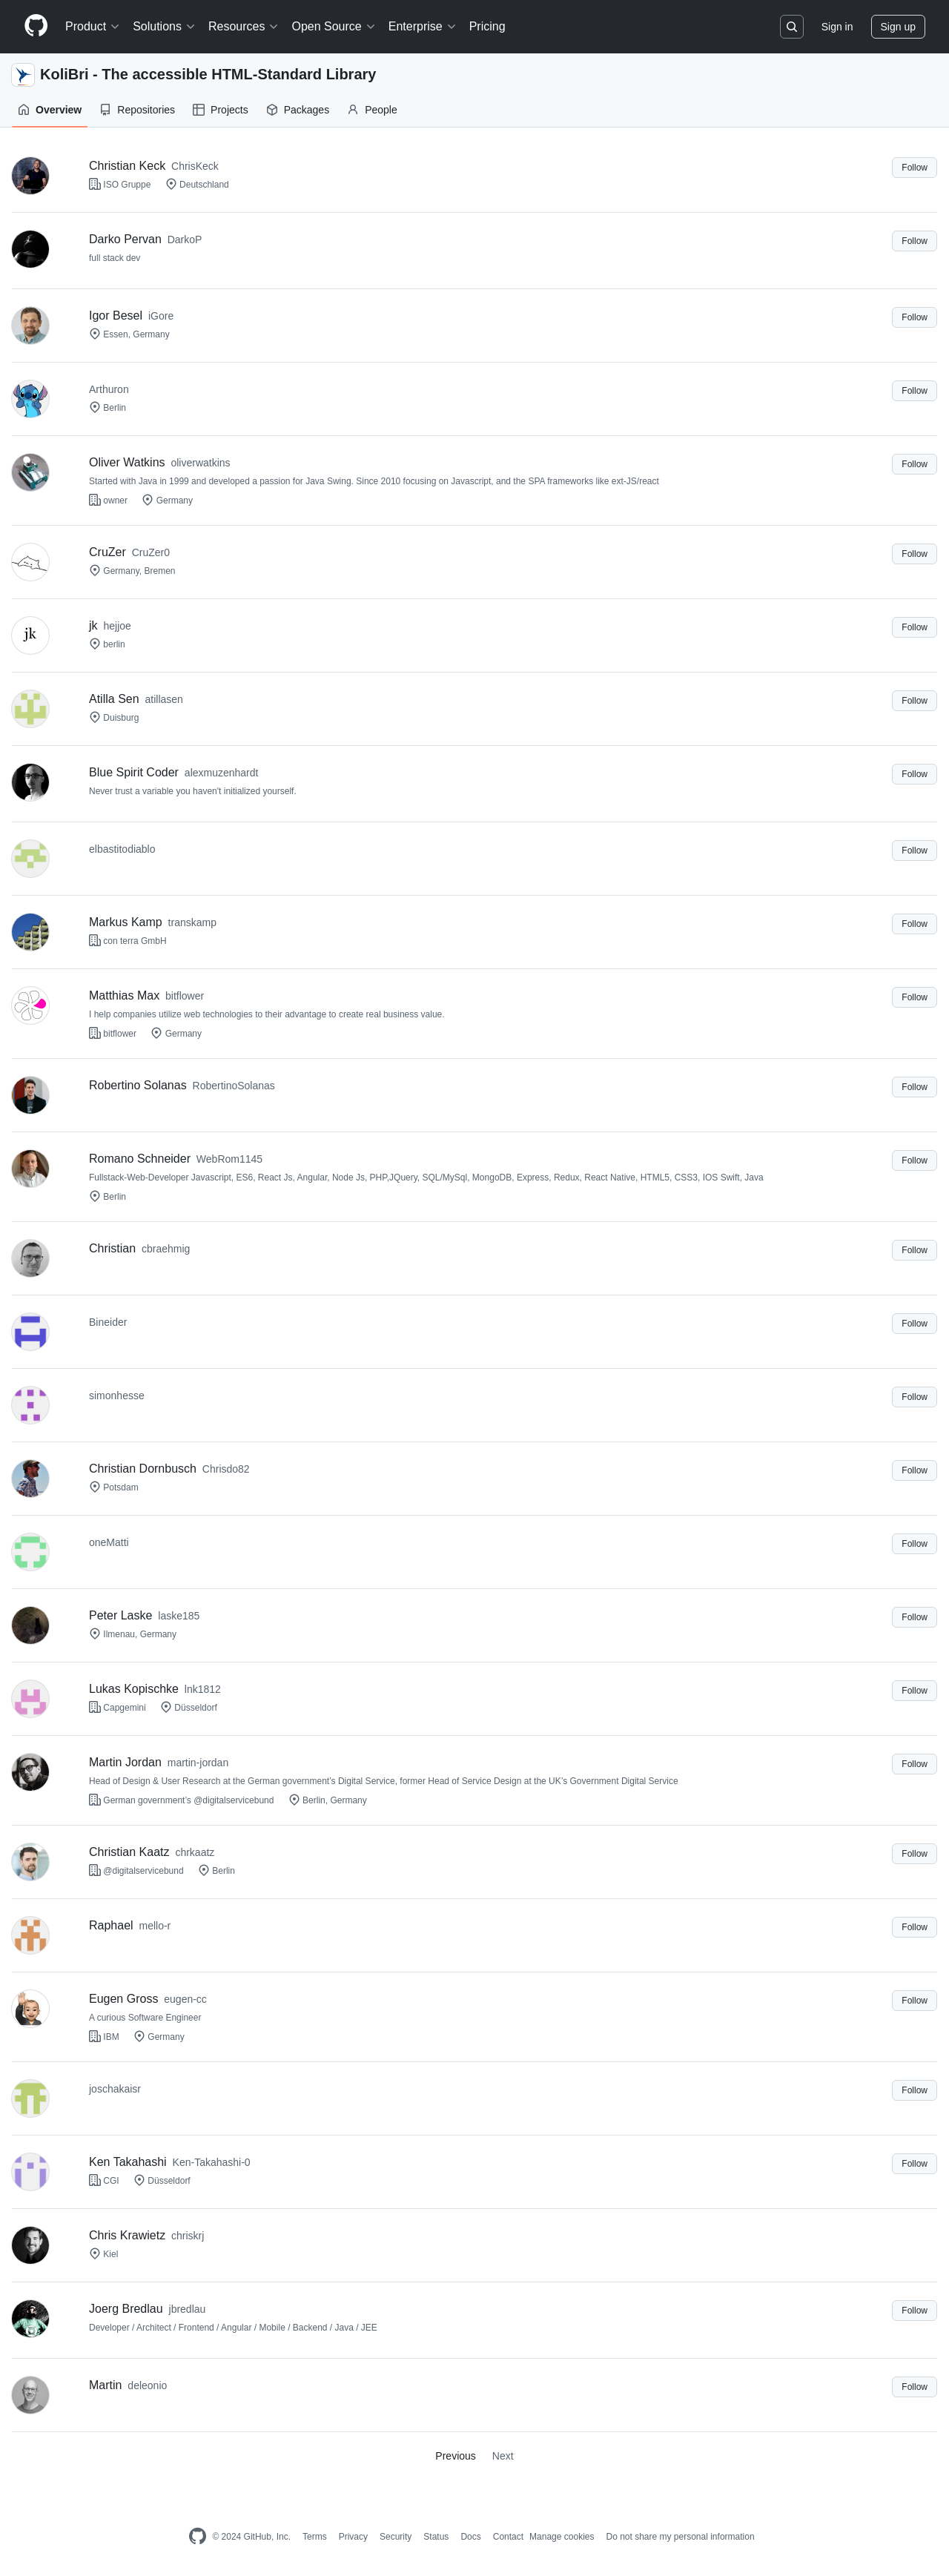 Product Solutions Resources Open Source Enterprise Pricing Sign in Sign up
KoliBri - The accessible HTML-Standard Library
Overview Repositories Projects Packages People
Christian Keck ChrisKeck Follow
ISO Gruppe Deutschland
Darko Pervan DarkoP Follow
full stack dev
Igor Besel iGore Follow
Essen, Germany
Arthuron Follow
Berlin
Oliver Watkins oliverwatkins Follow
Started with Java in 1999 and developed a passion for Java Swing. Since 2010 focusing on Javascript, and the SPA frameworks like ext-JS/react
owner Germany
CruZer CruZer0 Follow
Germany, Bremen
jk
jk hejjoe Follow
berlin
Atilla Sen atillasen Follow
Duisburg
Blue Spirit Coder alexmuzenhardt Follow
Never trust a variable you haven't initialized yourself.
elbastitodiablo Follow
Markus Kamp transkamp Follow
con terra GmbH
Matthias Max bitflower Follow
I help companies utilize web technologies to their advantage to create real business value.
bitflower Germany
Robertino Solanas RobertinoSolanas Follow
Romano Schneider WebRom1145 Follow
Fullstack-Web-Developer Javascript, ES6, React Js, Angular, Node Js, PHP,JQuery, SQL/MySql, MongoDB, Express, Redux, React Native, HTML5, CSS3, IOS Swift, Java
Berlin
Christian cbraehmig Follow
Bineider Follow
simonhesse Follow
Christian Dornbusch Chrisdo82 Follow
Potsdam
oneMatti Follow
Peter Laske laske185 Follow
Ilmenau, Germany
Lukas Kopischke lnk1812 Follow
Capgemini Düsseldorf
Martin Jordan martin-jordan Follow
Head of Design & User Research at the German government's Digital Service, former Head of Service Design at the UK's Government Digital Service
German government's @digitalservicebund Berlin, Germany
Christian Kaatz chrkaatz Follow
@digitalservicebund Berlin
Raphael mello-r Follow
Eugen Gross eugen-cc Follow
A curious Software Engineer
IBM Germany
joschakaisr Follow
Ken Takahashi Ken-Takahashi-0 Follow
CGI Düsseldorf
Chris Krawietz chriskrj
Kiel
Joerg Bredlau jbredlau Follow
Developer / Architect / Frontend / Angular / Mobile / Backend / Java / JEE
Martin deleonio Follow
Previous Next
© 2024 GitHub, Inc. Terms Privacy Security Status Docs Contact Manage cookies Do not share my personal information